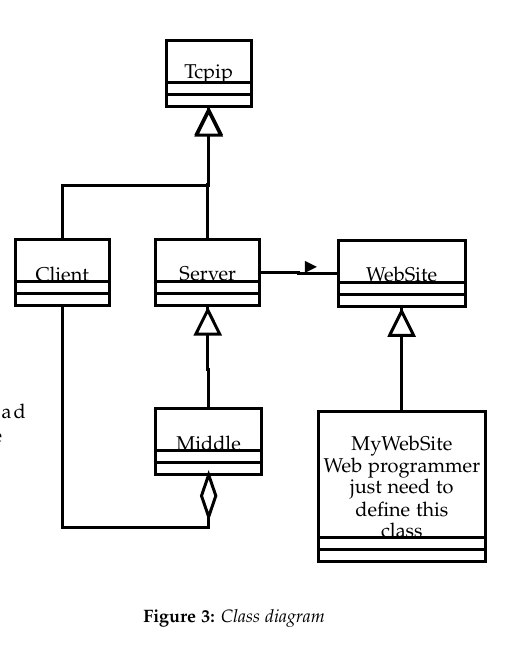 Tcpip
Client
Server
WebSite
ad
e
Middle
MyWebSite
Web programmer
just need to
define this
class
Figure 3: Class diagram